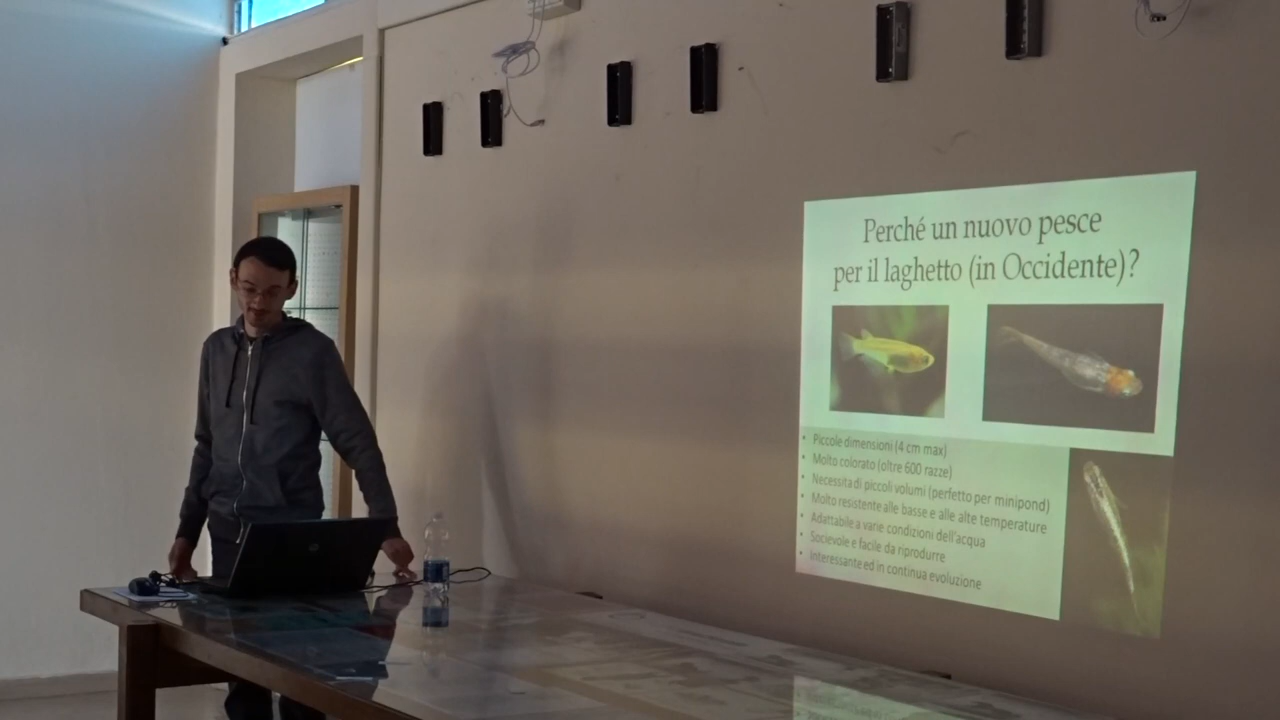 Perché un nuovo pesce
per il laghetto (in Occidente)?
• Piccole dimensioni (4 cm max)
• Molto colorato (oltre 600 razze)
• Necessita di piccoli volumi (perfetto per minipond)
• Molto resistente alle basse e alle alte temperature
• Adattabile a varie condizioni dell'acqua
• Socievole e facile da riprodurre
• Interessante ed in continua evoluzione